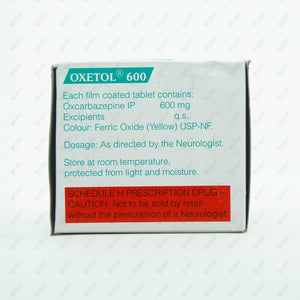 OXETOL® 600
Each film coated tablet contains:
Oxcarbazepine IP 600 mg
Excipients q.s.
Colour: Ferric Oxide (Yellow) USP-NF.
Dosage: As directed by the Neurologist.
Store at room temperature,
protected from light and moisture.
SCHEDULE H PRESCRIPTION DRUG –
CAUTION: Not to be sold by retail
without the prescription of a Neurologist.